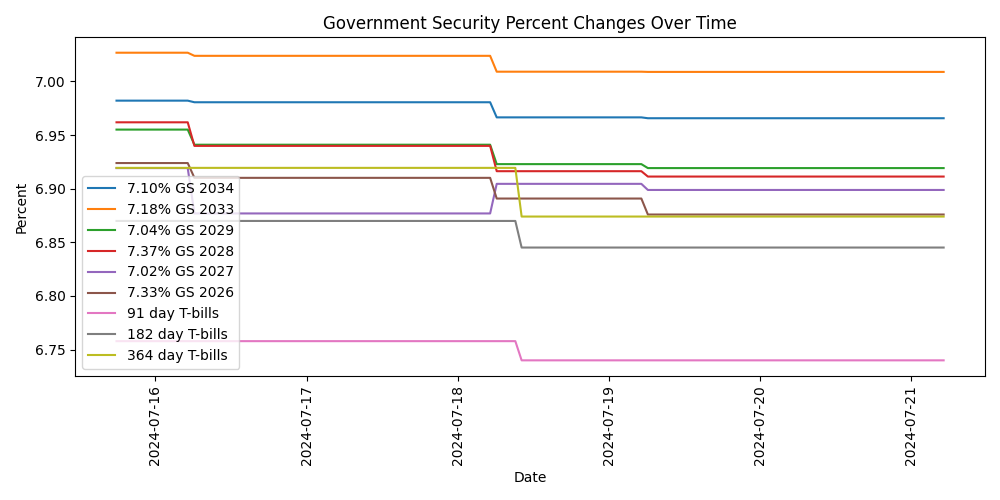 Government Security Percent Changes Over Time
Percent
7.00
6.95
6.90
6.85
6.80
6.75
7.10% GS 2034
7.18% GS 2033
7.04% GS 2029
7.37% GS 2028
7.02% GS 2027
7.33% GS 2026
91 day T-bills
182 day T-bills
364 day T-bills
2024-07-16
2024-07-17
2024-07-18
2024-07-19
2024-07-20
2024-07-21
Date